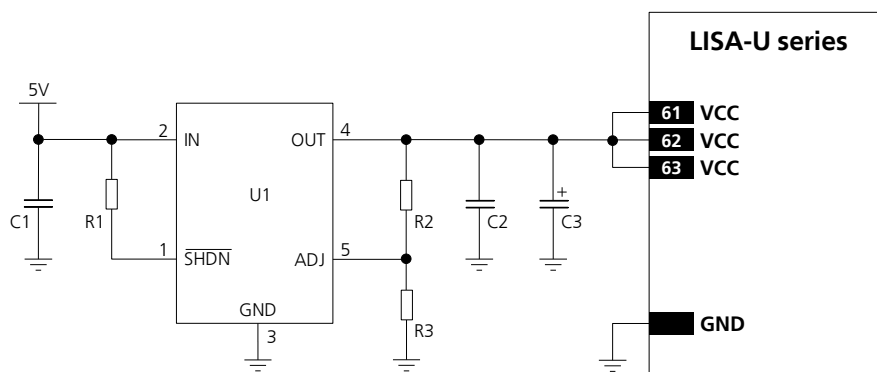 LISA-U series
5V
61 VCC
2 IN OUT 4
62 VCC
63 VCC
U1
C1 R1 R2 C2 + C3
1 SHDN ADJ 5
GND
3
R3
GND